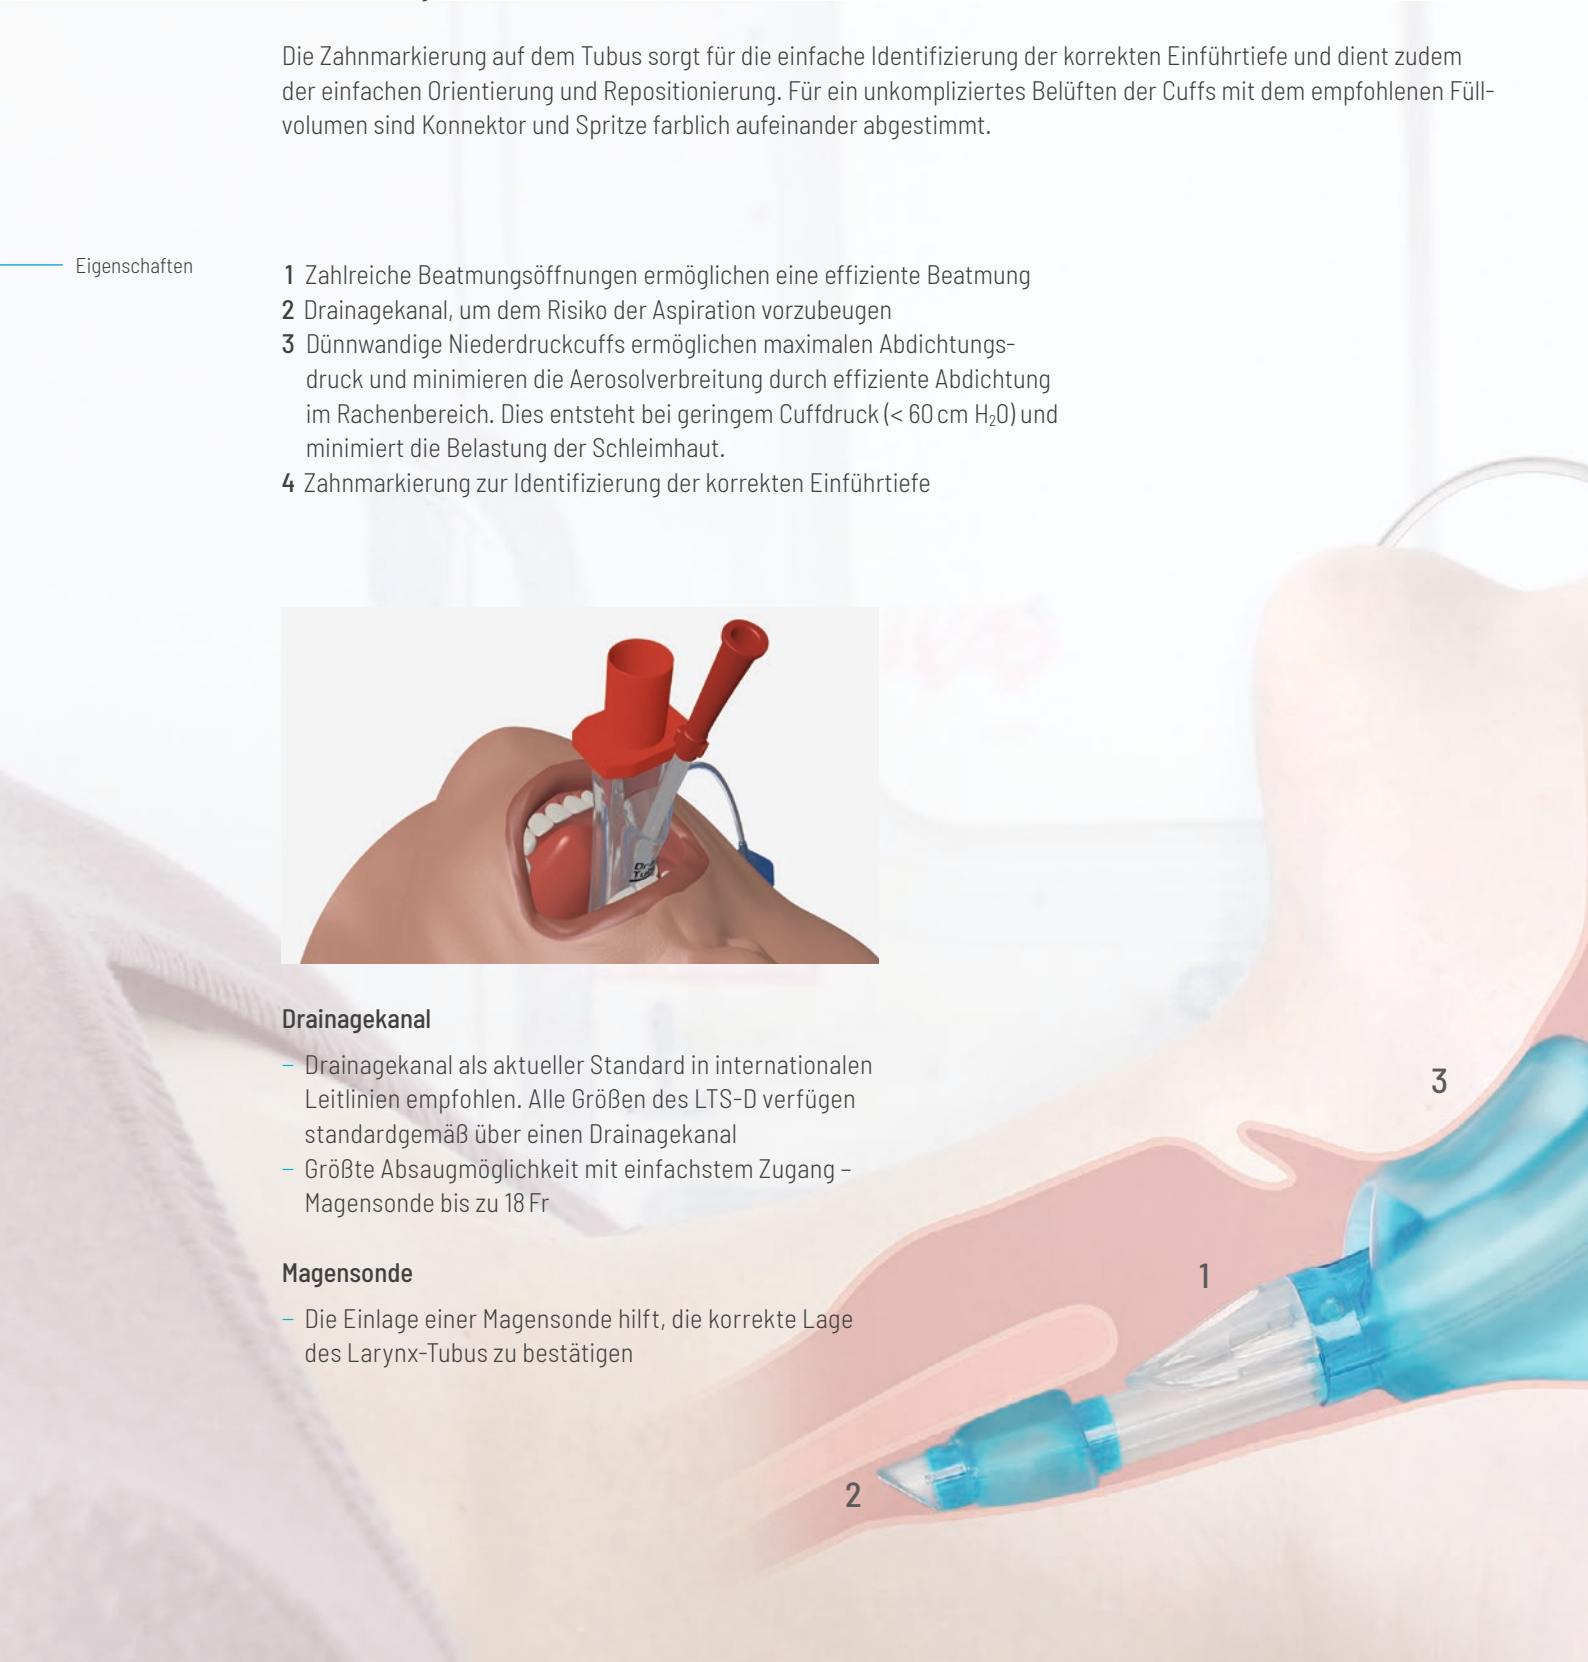 Die Zahnmarkierung auf dem Tubus sorgt für die einfache Identifizierung der korrekten Einführtiefe und dient zudem
der einfachen Orientierung und Repositionierung. Für ein unkompliziertes Belüften der Cuffs mit dem empfohlenen Füll-
volumen sind Konnektor und Spritze farblich aufeinander abgestimmt.
Eigenschaften
1 Zahlreiche Beatmungsöffnungen ermöglichen eine effiziente Beatmung
2 Drainagekanal, um dem Risiko der Aspiration vorzubeugen
3 Dünnwandige Niederdruckcuffs ermöglichen maximalen Abdichtungs-
druck und minimieren die Aerosolverbreitung durch effiziente Abdichtung
im Rachenbereich. Dies entsteht bei geringem Cuffdruck (< 60 cm H₂O) und
minimiert die Belastung der Schleimhaut.
4 Zahnmarkierung zur Identifizierung der korrekten Einführtiefe
Drainagekanal
– Drainagekanal als aktueller Standard in internationalen
Leitlinien empfohlen. Alle Größen des LTS-D verfügen
standardgemäß über einen Drainagekanal
– Größte Absaugmöglichkeit mit einfachstem Zugang –
Magensonde bis zu 18 Fr
Magensonde
– Die Einlage einer Magensonde hilft, die korrekte Lage
des Larynx-Tubus zu bestätigen
3
1
2